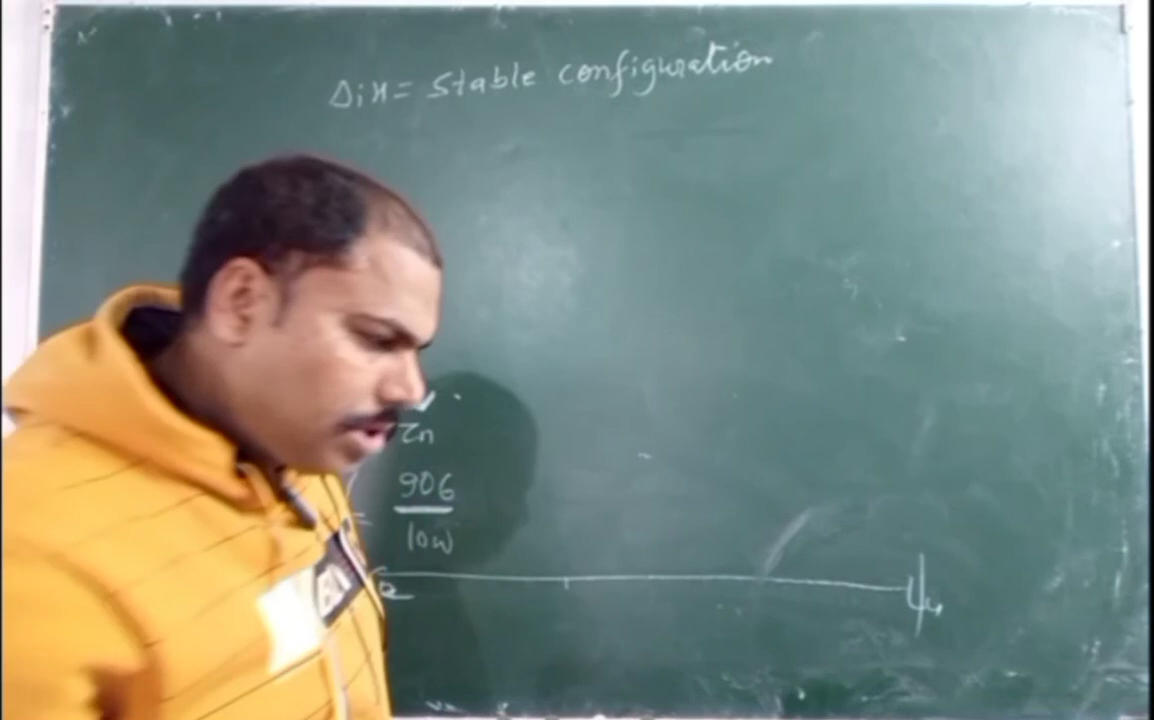 ΔiH = stable configuration
Zn
906
low